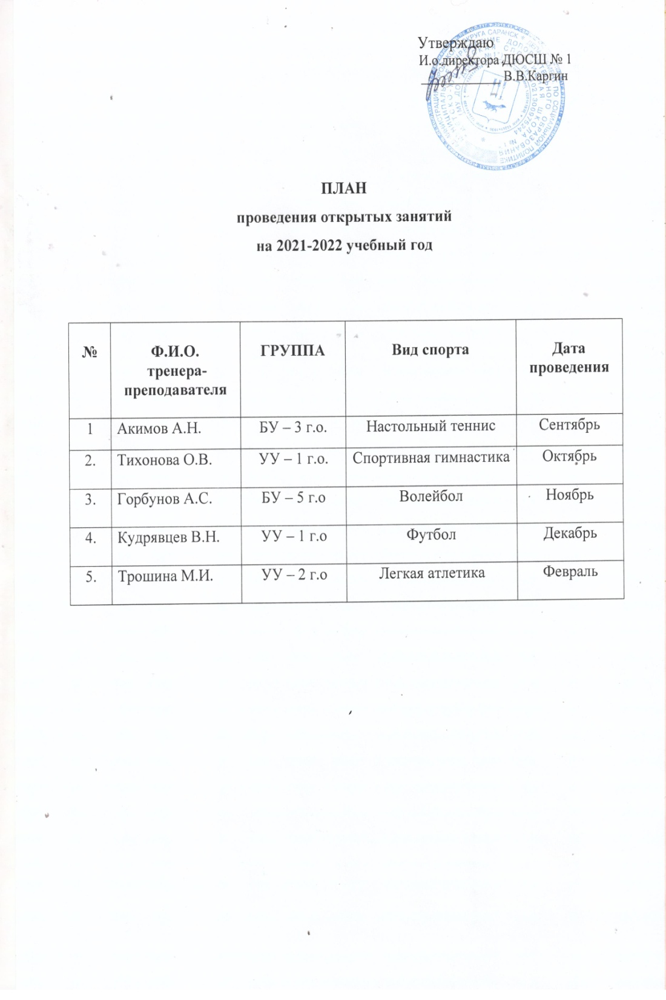 Утверждаю
И.о.директора ДЮСШ № 1
____________ В.В.Каргин
ПЛАН
проведения открытых занятий
на 2021-2022 учебный год
№ Ф.И.О. тренера-преподавателя ГРУППА Вид спорта Дата проведения
1 Акимов А.Н. БУ – 3 г.о. Настольный теннис Сентябрь
2. Тихонова О.В. УУ – 1 г.о. Спортивная гимнастика Октябрь
3. Горбунов А.С. БУ – 5 г.о Волейбол Ноябрь
4. Кудрявцев В.Н. УУ – 1 г.о Футбол Декабрь
5. Трошина М.И. УУ – 2 г.о Легкая атлетика Февраль